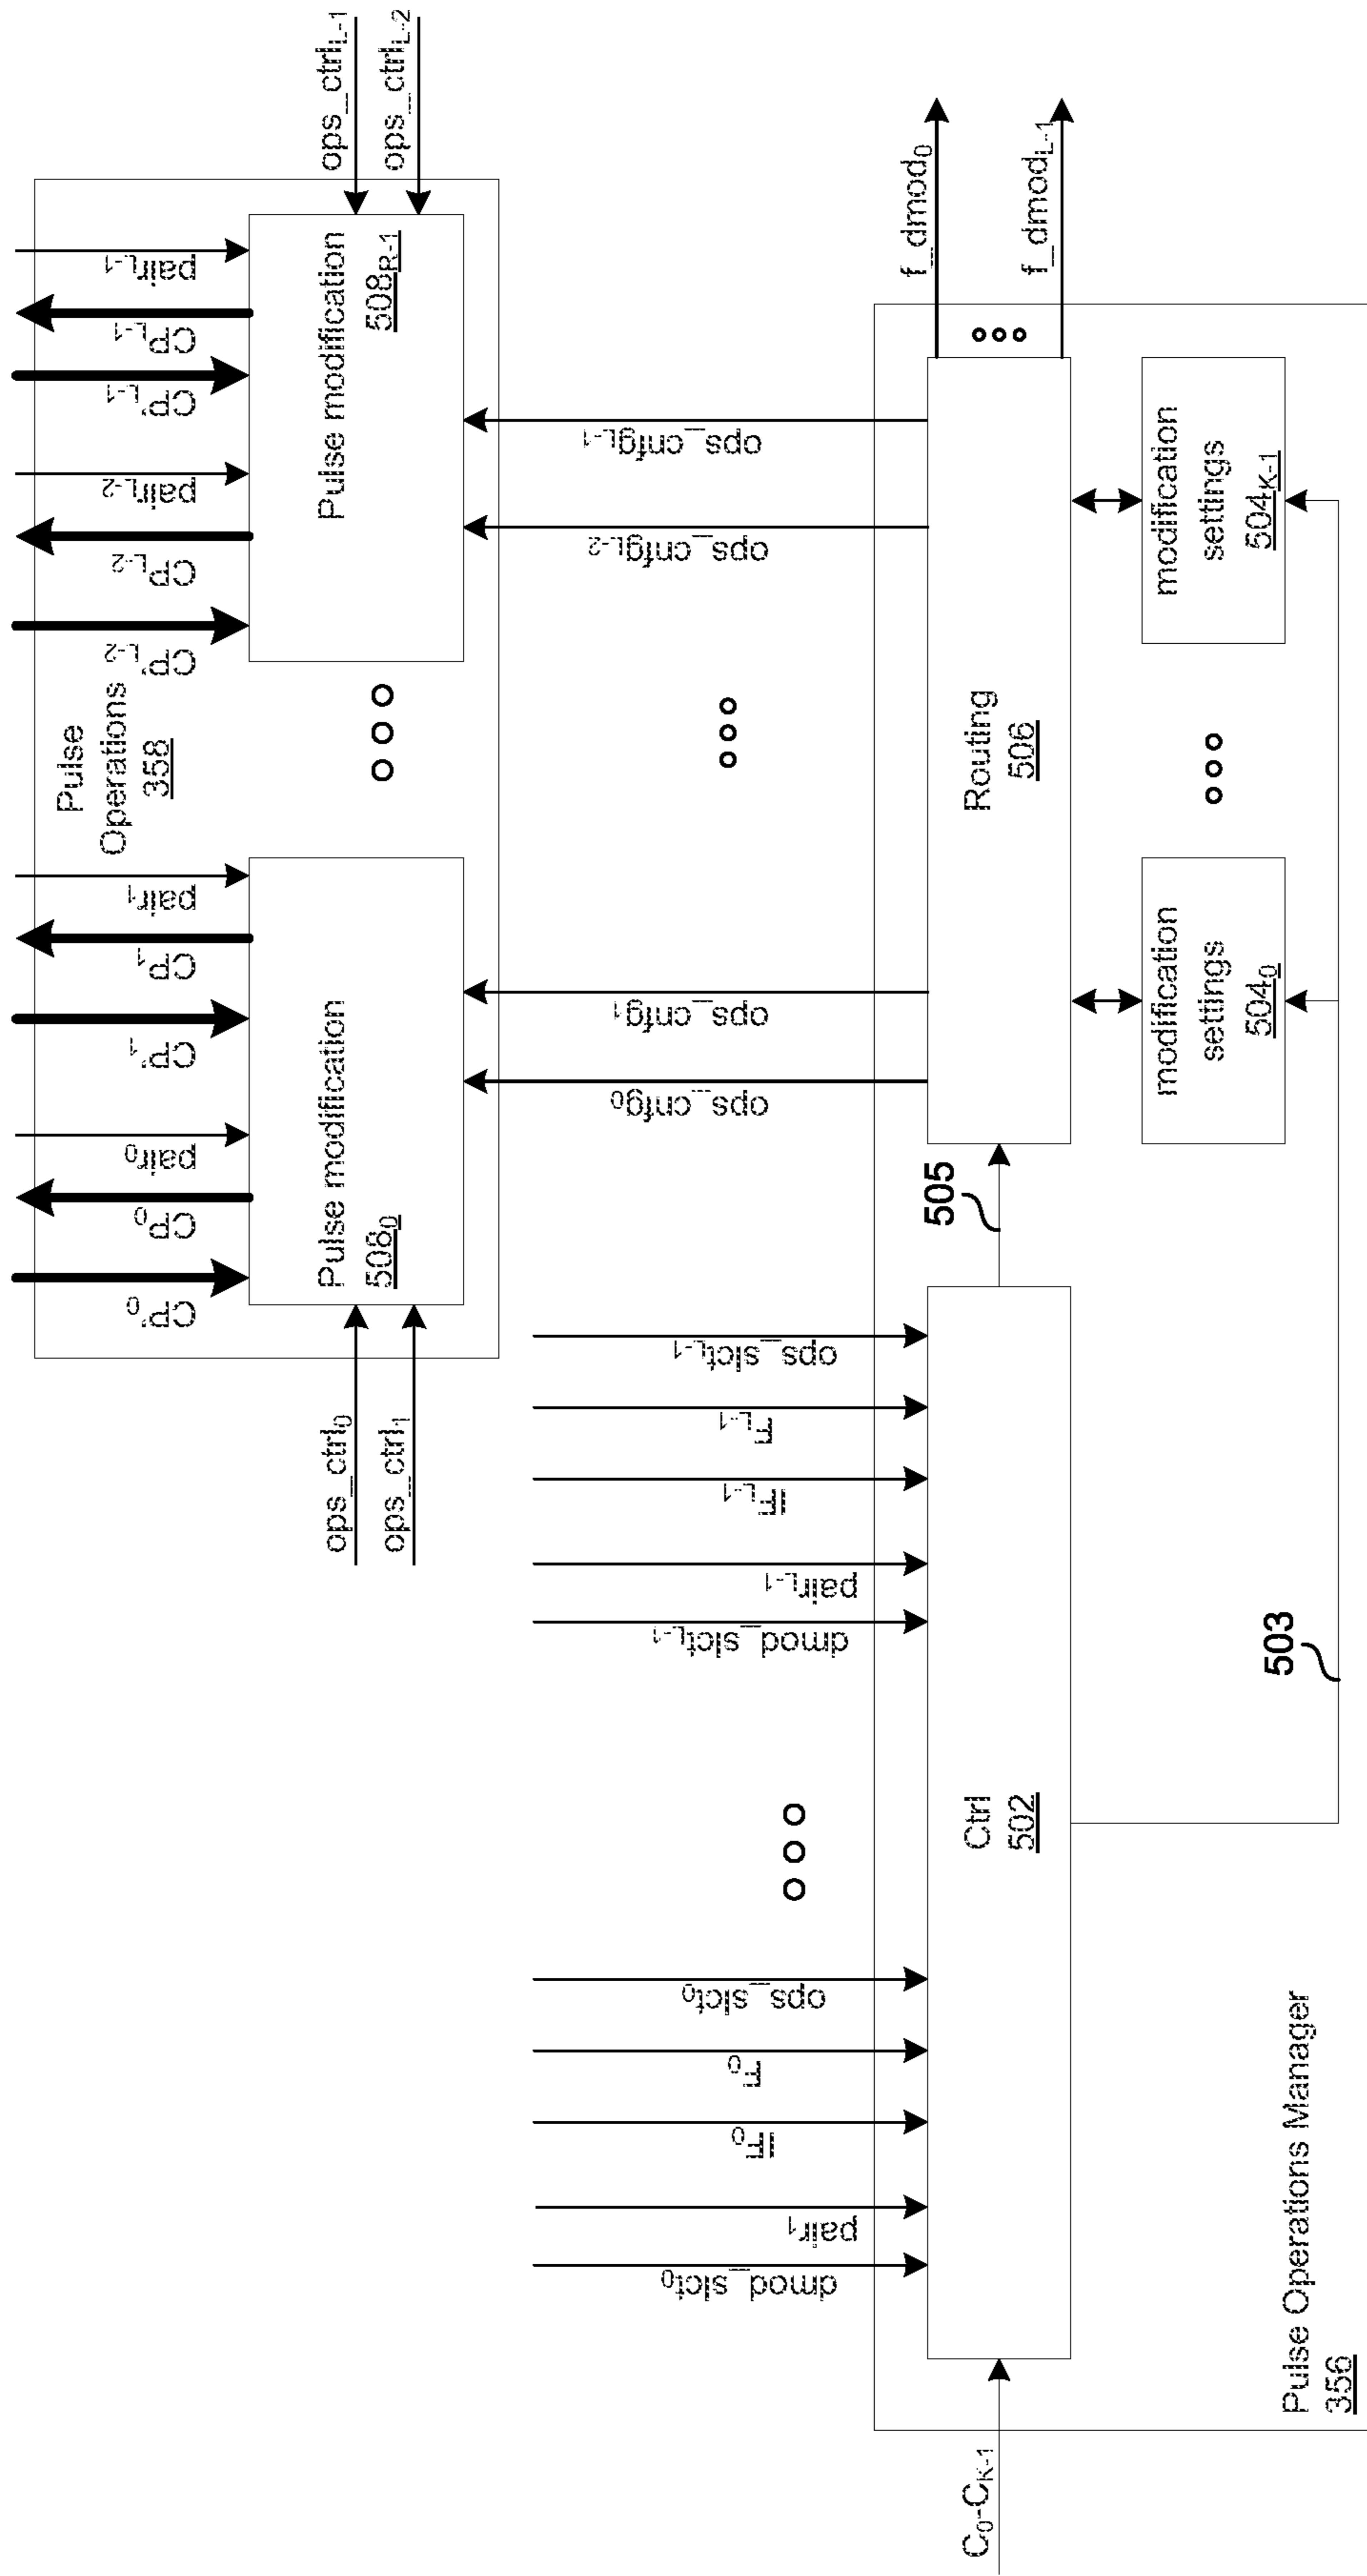 CP'₀
CP₀
pair₀
CP'₁
CP₁
pair₁
Pulse
Operations
358
CP'L-2
CPL-2
pairL-2
CP'L-1
CPL-1
pairL-1
ops_ctrl₀
ops_ctrl₁
Pulse modification
508₀
Pulse modification
508R-1
ops_ctrlL-1
ops_ctrlL-2
dmod_slct₀
pair₁
IF₀
F₀
ops_slct₀
dmod_slctL-1
pairL-1
IFL-1
FL-1
ops_slctL-1
ops_cnfg₀
ops_cnfg₁
ops_cnfgL-2
ops_cnfgL-1
C₀-CK-1
Ctrl
502
505
Routing
506
f_dmod₀
f_dmodL-1
modification
settings
504₀
modification
settings
504K-1
503
Pulse Operations Manager
356